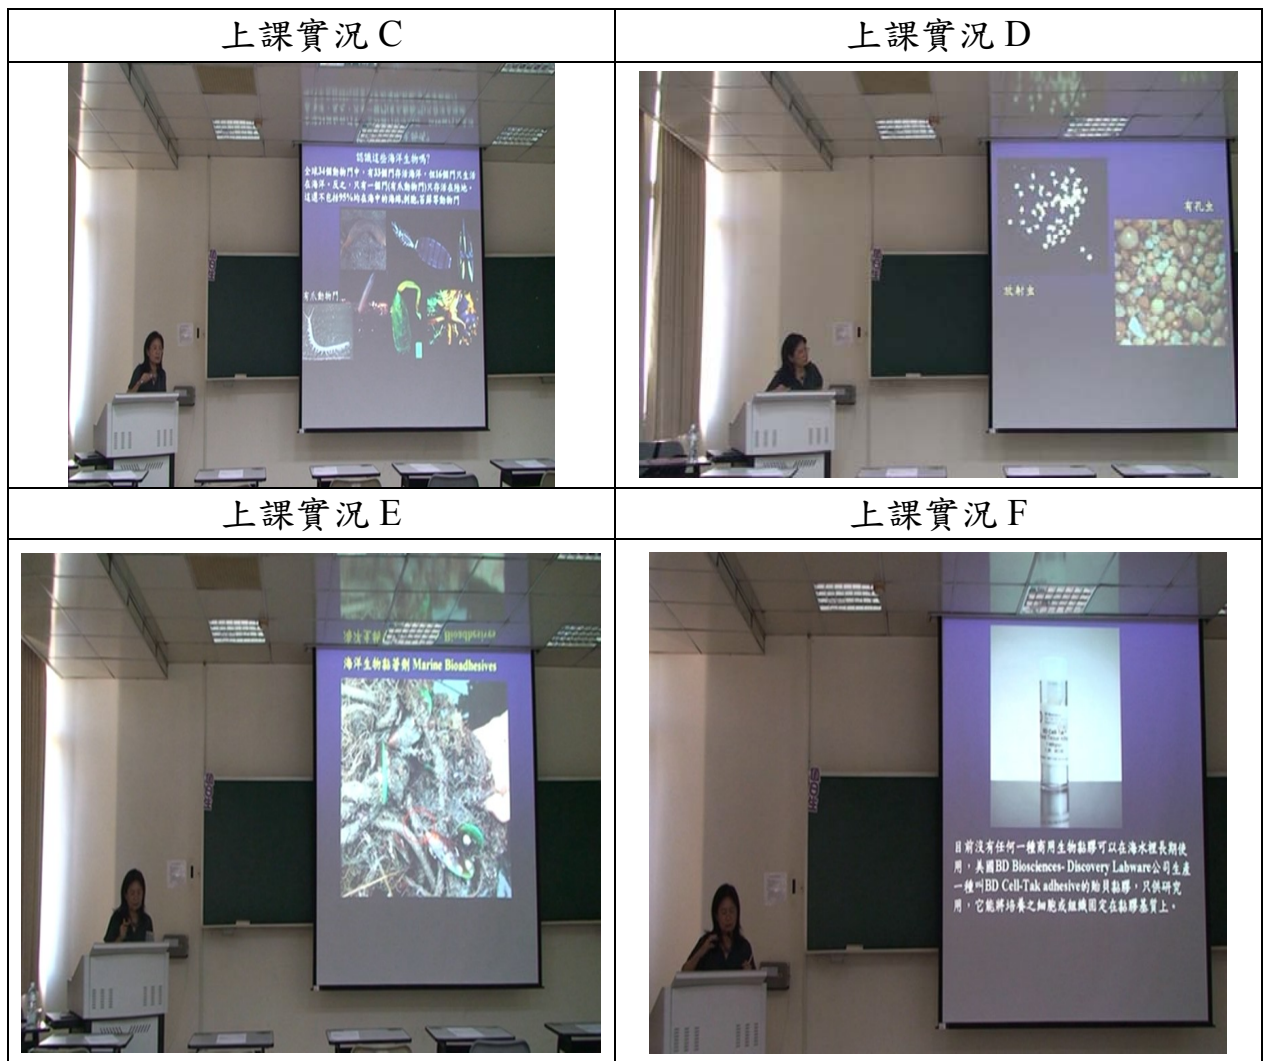 上課實況 C
上課實況 D
認識這些海洋生物嗎?
全球34個動物門中，有33個門存活海洋，但16個門只生活
在海洋，反之，只有一個門(有爪動物門)只存活在陸地，
這還不包括95%均在海中的海綿,刺胞,苔蘚等動物門
有爪動物門
有孔虫
放射虫
上課實況 E
上課實況 F
海洋生物黏著劑 Marine Bioadhesives
目前沒有任何一種商用生物黏膠可以在海水裡長期使
用，美國BD Biosciences- Discovery Labware公司生產
一種叫BD Cell-Tak adhesive的貽貝黏膠，只供研究
用，它能將培養之細胞或組織固定在黏膠基質上。